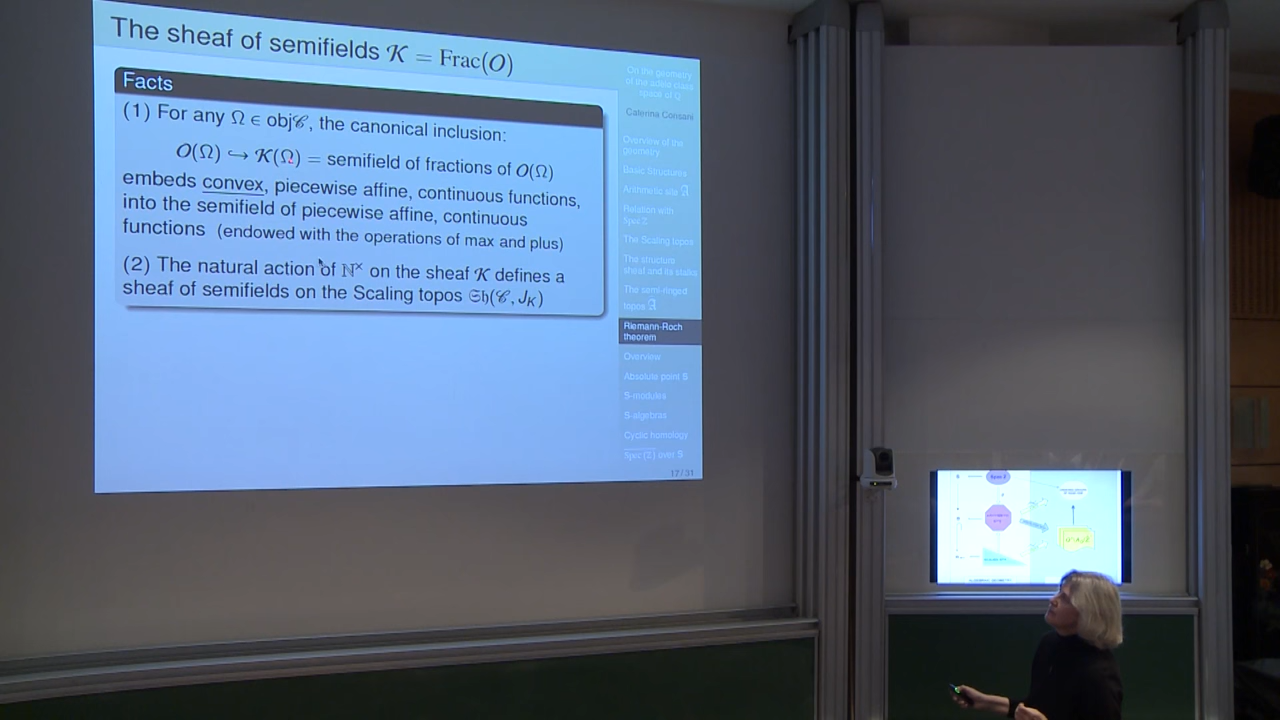 The sheaf of semifields 𝒦 = Frac(𝒪)
Facts
(1) For any Ω ∈ obj𝒞, the canonical inclusion:
𝒪(Ω) ↪ 𝒦(Ω) = semifield of fractions of 𝒪(Ω)
embeds convex, piecewise affine, continuous functions,
into the semifield of piecewise affine, continuous
functions (endowed with the operations of max and plus)
(2) The natural action of ℕ× on the sheaf 𝒦 defines a
sheaf of semifields on the Scaling topos 𝔖𝔥(𝒞, J_K)
On the geometry
of the adèle class
space of ℚ
Caterina Consani
Overview of the
geometry
Basic Structures
Arithmetic site 𝔄
Relation with
Spec ℤ
The Scaling topos
The structure
sheaf and its stalks
The semi-ringed
topos 𝔄
Riemann-Roch
theorem
Overview
Absolute point S
S-modules
S-algebras
Cyclic homology
Spec(ℤ) over S
17 / 31